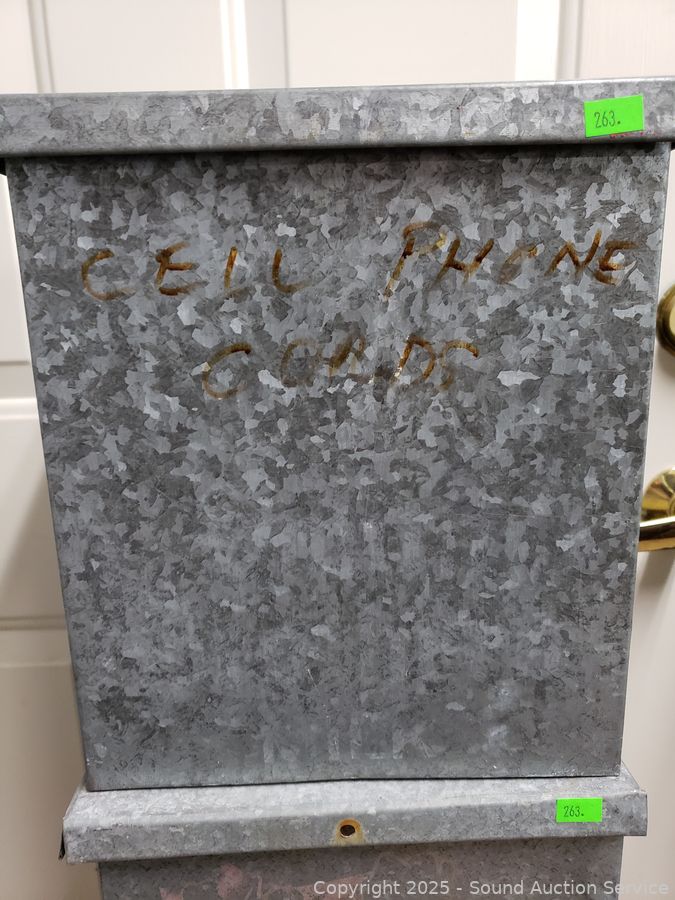 263.
CELL PHONE
CORDS
263.
Copyright 2025 - Sound Auction Service